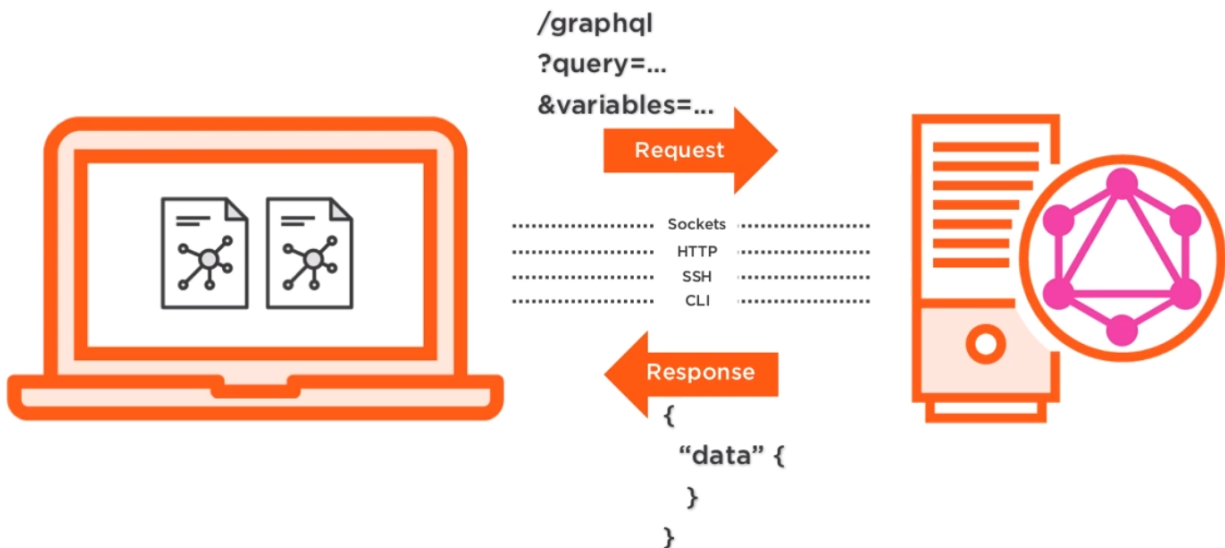 /graphql
?query=...
&variables=...
Request
Sockets
HTTP
SSH
CLI
Response
{
“data” {
}
}